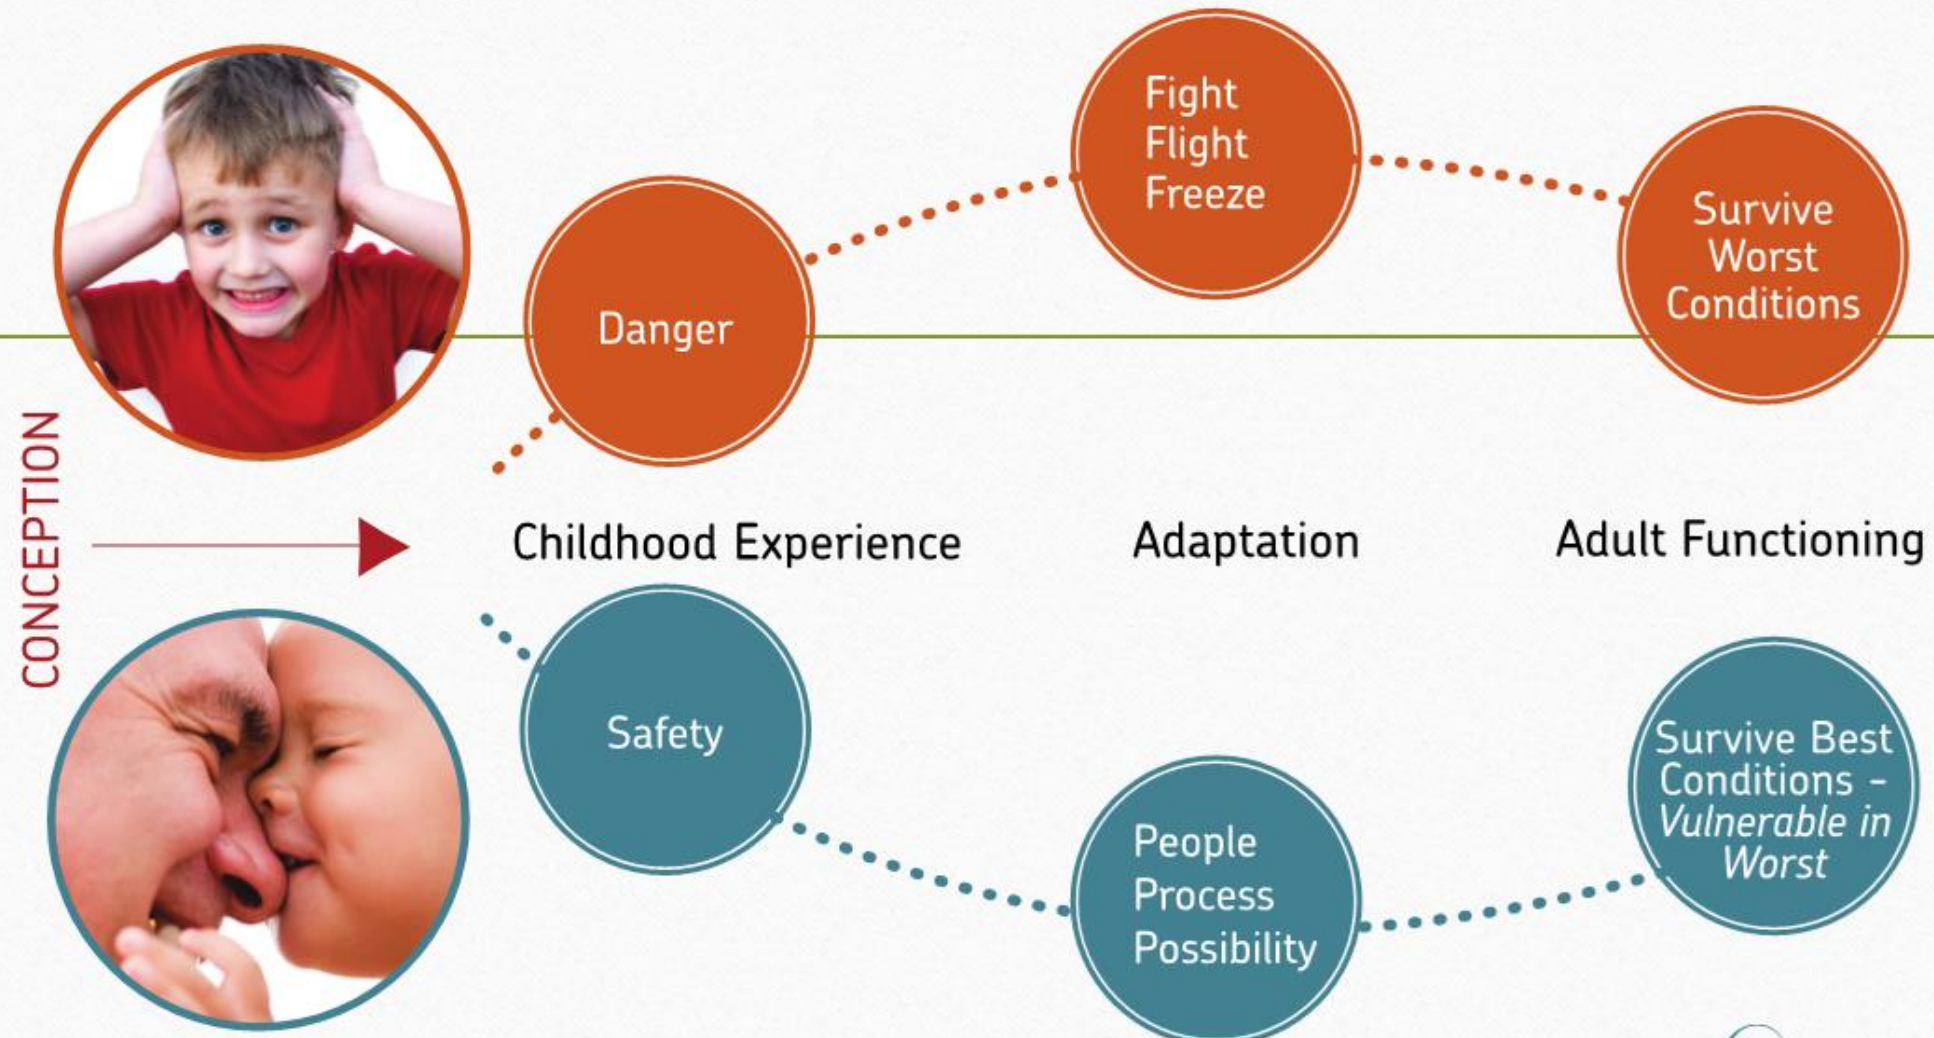 CONCEPTION
Danger
Fight
Flight
Freeze
Survive
Worst
Conditions
Childhood Experience
Adaptation
Adult Functioning
Safety
People
Process
Possibility
Survive Best
Conditions -
Vulnerable in
Worst